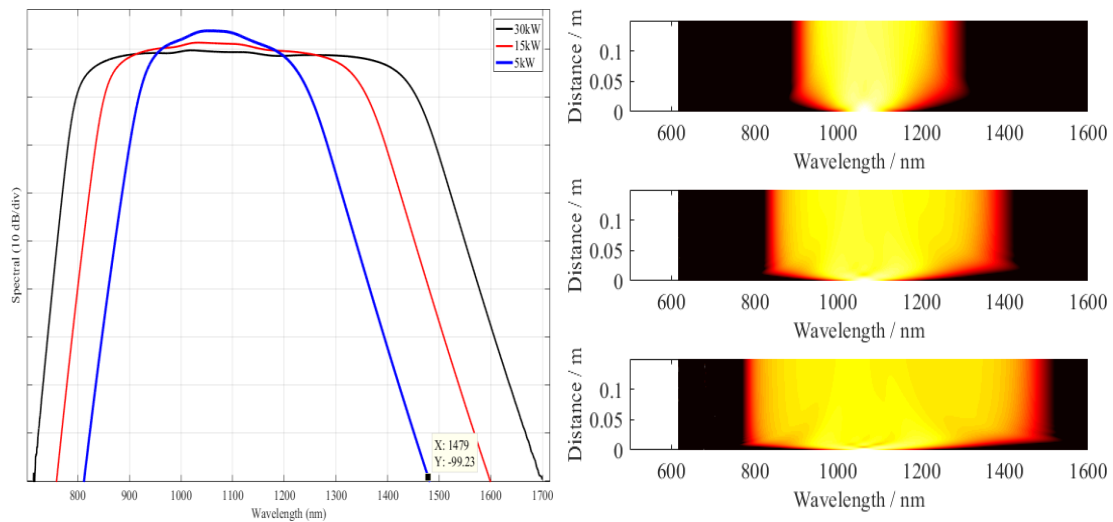 30kW
15kW
5kW
Spectral (10 dB/div)
X: 1479
Y: -99.23
800 900 1000 1100 1200 1300 1400 1500 1600 1700
Wavelength (nm)
Distance / m
0.1
0.05
0
600 800 1000 1200 1400 1600
Wavelength / nm
Distance / m
0.1
0.05
0
600 800 1000 1200 1400 1600
Wavelength / nm
Distance / m
0.1
0.05
0
600 800 1000 1200 1400 1600
Wavelength / nm